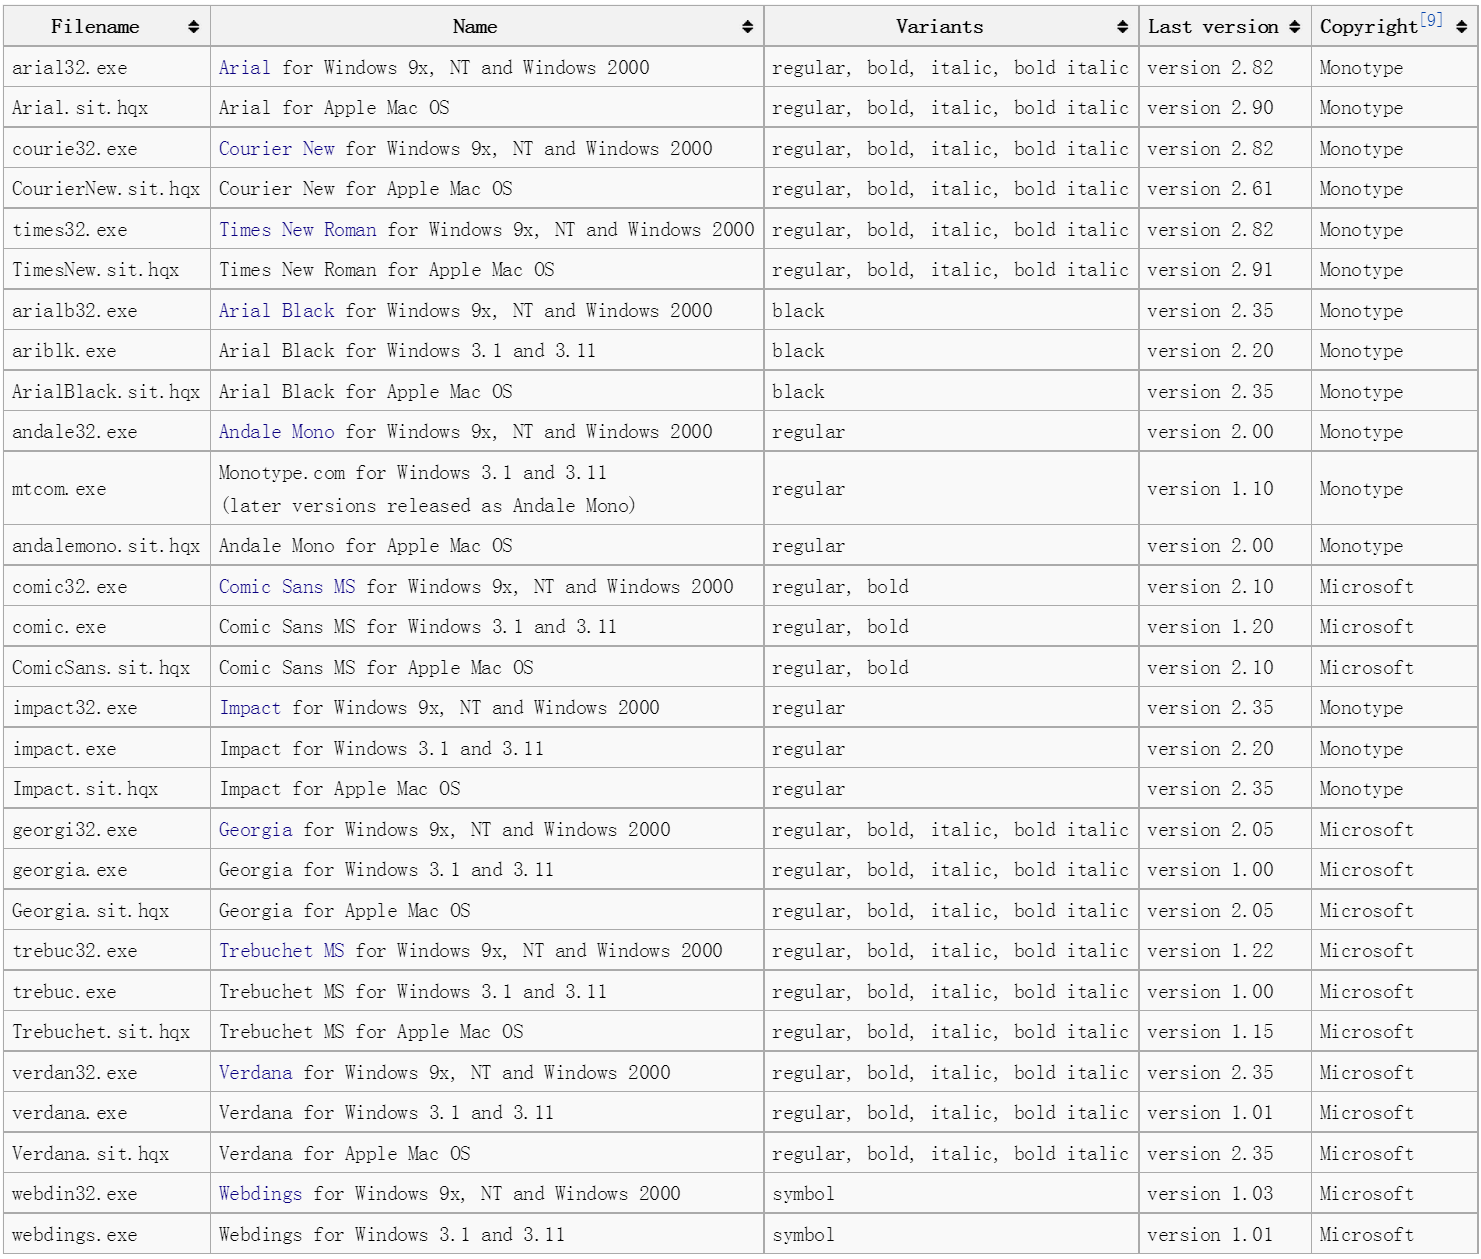 Filename Name Variants Last version Copyright[9]
arial32.exe Arial for Windows 9x, NT and Windows 2000 regular, bold, italic, bold italic version 2.82 Monotype
Arial.sit.hqx Arial for Apple Mac OS regular, bold, italic, bold italic version 2.90 Monotype
courie32.exe Courier New for Windows 9x, NT and Windows 2000 regular, bold, italic, bold italic version 2.82 Monotype
CourierNew.sit.hqx Courier New for Apple Mac OS regular, bold, italic, bold italic version 2.61 Monotype
times32.exe Times New Roman for Windows 9x, NT and Windows 2000 regular, bold, italic, bold italic version 2.82 Monotype
TimesNew.sit.hqx Times New Roman for Apple Mac OS regular, bold, italic, bold italic version 2.91 Monotype
arialb32.exe Arial Black for Windows 9x, NT and Windows 2000 black version 2.35 Monotype
ariblk.exe Arial Black for Windows 3.1 and 3.11 black version 2.20 Monotype
ArialBlack.sit.hqx Arial Black for Apple Mac OS black version 2.35 Monotype
andale32.exe Andale Mono for Windows 9x, NT and Windows 2000 regular version 2.00 Monotype
mtcom.exe Monotype.com for Windows 3.1 and 3.11
(later versions released as Andale Mono) regular version 1.10 Monotype
andalemono.sit.hqx Andale Mono for Apple Mac OS regular version 2.00 Monotype
comic32.exe Comic Sans MS for Windows 9x, NT and Windows 2000 regular, bold version 2.10 Microsoft
comic.exe Comic Sans MS for Windows 3.1 and 3.11 regular, bold version 1.20 Microsoft
ComicSans.sit.hqx Comic Sans MS for Apple Mac OS regular, bold version 2.10 Microsoft
impact32.exe Impact for Windows 9x, NT and Windows 2000 regular version 2.35 Monotype
impact.exe Impact for Windows 3.1 and 3.11 regular version 2.20 Monotype
Impact.sit.hqx Impact for Apple Mac OS regular version 2.35 Monotype
georgi32.exe Georgia for Windows 9x, NT and Windows 2000 regular, bold, italic, bold italic version 2.05 Microsoft
georgia.exe Georgia for Windows 3.1 and 3.11 regular, bold, italic, bold italic version 1.00 Microsoft
Georgia.sit.hqx Georgia for Apple Mac OS regular, bold, italic, bold italic version 2.05 Microsoft
trebuc32.exe Trebuchet MS for Windows 9x, NT and Windows 2000 regular, bold, italic, bold italic version 1.22 Microsoft
trebuc.exe Trebuchet MS for Windows 3.1 and 3.11 regular, bold, italic, bold italic version 1.00 Microsoft
Trebuchet.sit.hqx Trebuchet MS for Apple Mac OS regular, bold, italic, bold italic version 1.15 Microsoft
verdan32.exe Verdana for Windows 9x, NT and Windows 2000 regular, bold, italic, bold italic version 2.35 Microsoft
verdana.exe Verdana for Windows 3.1 and 3.11 regular, bold, italic, bold italic version 1.01 Microsoft
Verdana.sit.hqx Verdana for Apple Mac OS regular, bold, italic, bold italic version 2.35 Microsoft
webdin32.exe Webdings for Windows 9x, NT and Windows 2000 symbol version 1.03 Microsoft
webdings.exe Webdings for Windows 3.1 and 3.11 symbol version 1.01 Microsoft